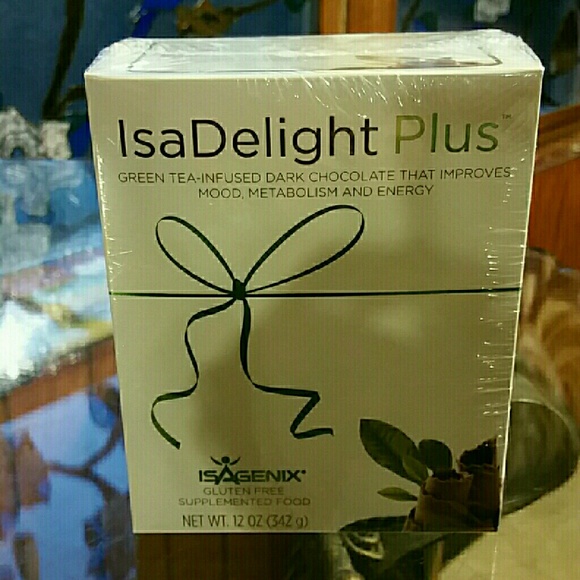 IsaDelight Plus™
GREEN TEA-INFUSED DARK CHOCOLATE THAT IMPROVES
MOOD, METABOLISM AND ENERGY
ISAGENIX®
GLUTEN FREE
SUPPLEMENTED FOOD
NET WT. 12 OZ (342 g)